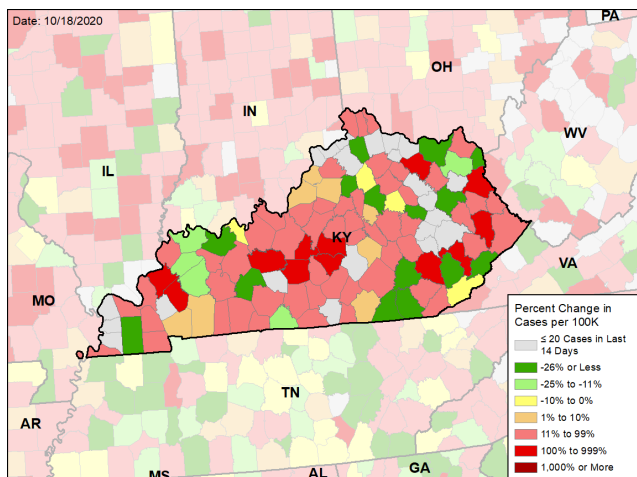 Date: 10/18/2020
PA
OH
IN
WV
IL
KY
VA
MO
TN
AR
MS
AL
GA
Percent Change in
Cases per 100K
≤ 20 Cases in Last
14 Days
-26% or Less
-25% to -11%
-10% to 0%
1% to 10%
11% to 99%
100% to 999%
1,000% or More